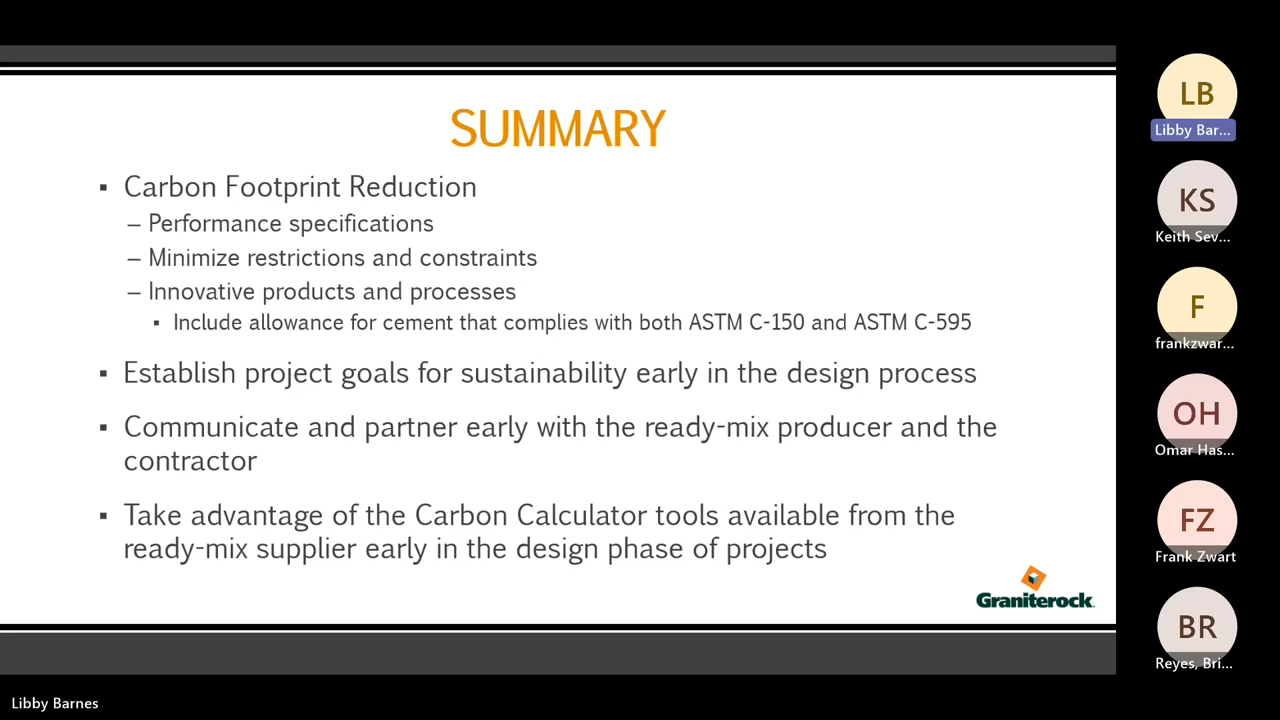 SUMMARY
▪ Carbon Footprint Reduction
– Performance specifications
– Minimize restrictions and constraints
– Innovative products and processes
▪ Include allowance for cement that complies with both ASTM C-150 and ASTM C-595
▪ Establish project goals for sustainability early in the design process
▪ Communicate and partner early with the ready-mix producer and the
contractor
▪ Take advantage of the Carbon Calculator tools available from the
ready-mix supplier early in the design phase of projects
Graniterock
LB
Libby Bar...
KS
Keith Sev...
F
frankzwar...
OH
Omar Has...
FZ
Frank Zwart
BR
Reyes, Bri...
Libby Barnes